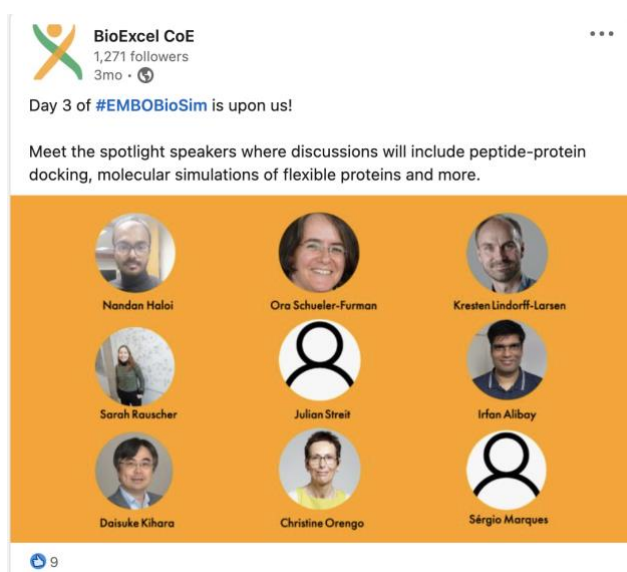 BioExcel CoE
1,271 followers
3mo •
Day 3 of #EMBOBioSim is upon us!
Meet the spotlight speakers where discussions will include peptide-protein
docking, molecular simulations of flexible proteins and more.
Nandan Haloi
Ora Schueler-Furman
Kresten Lindorff-Larsen
Sarah Rauscher
Julian Streit
Irfan Alibay
Daisuke Kihara
Christine Orengo
Sérgio Marques
9